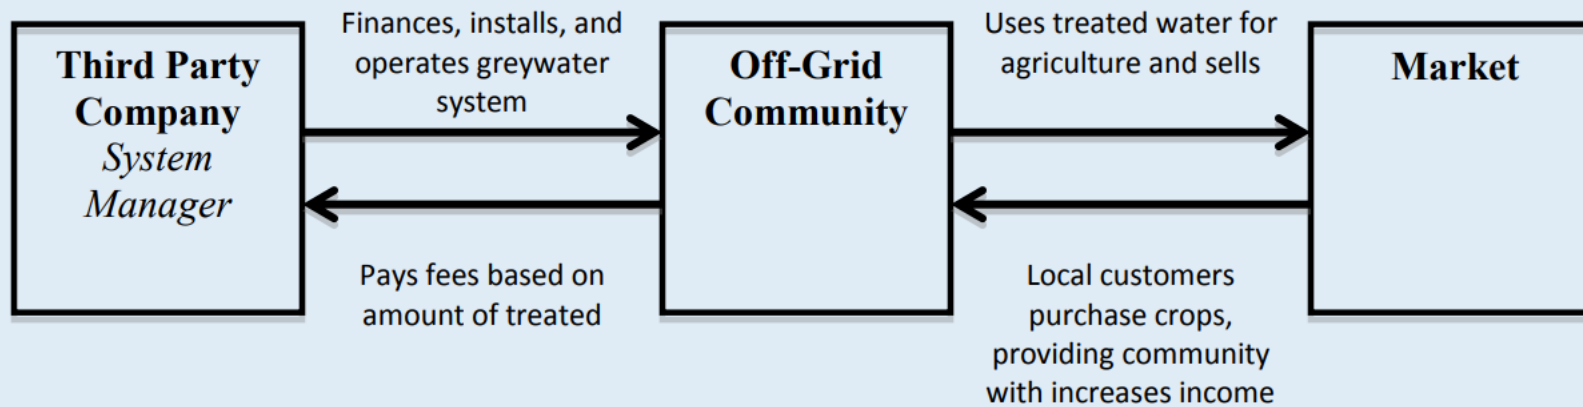 Third Party
Company
System
Manager
Finances, installs, and
operates greywater
system
Pays fees based on
amount of treated
Off-Grid
Community
Uses treated water for
agriculture and sells
Local customers
purchase crops,
providing community
with increases income
Market